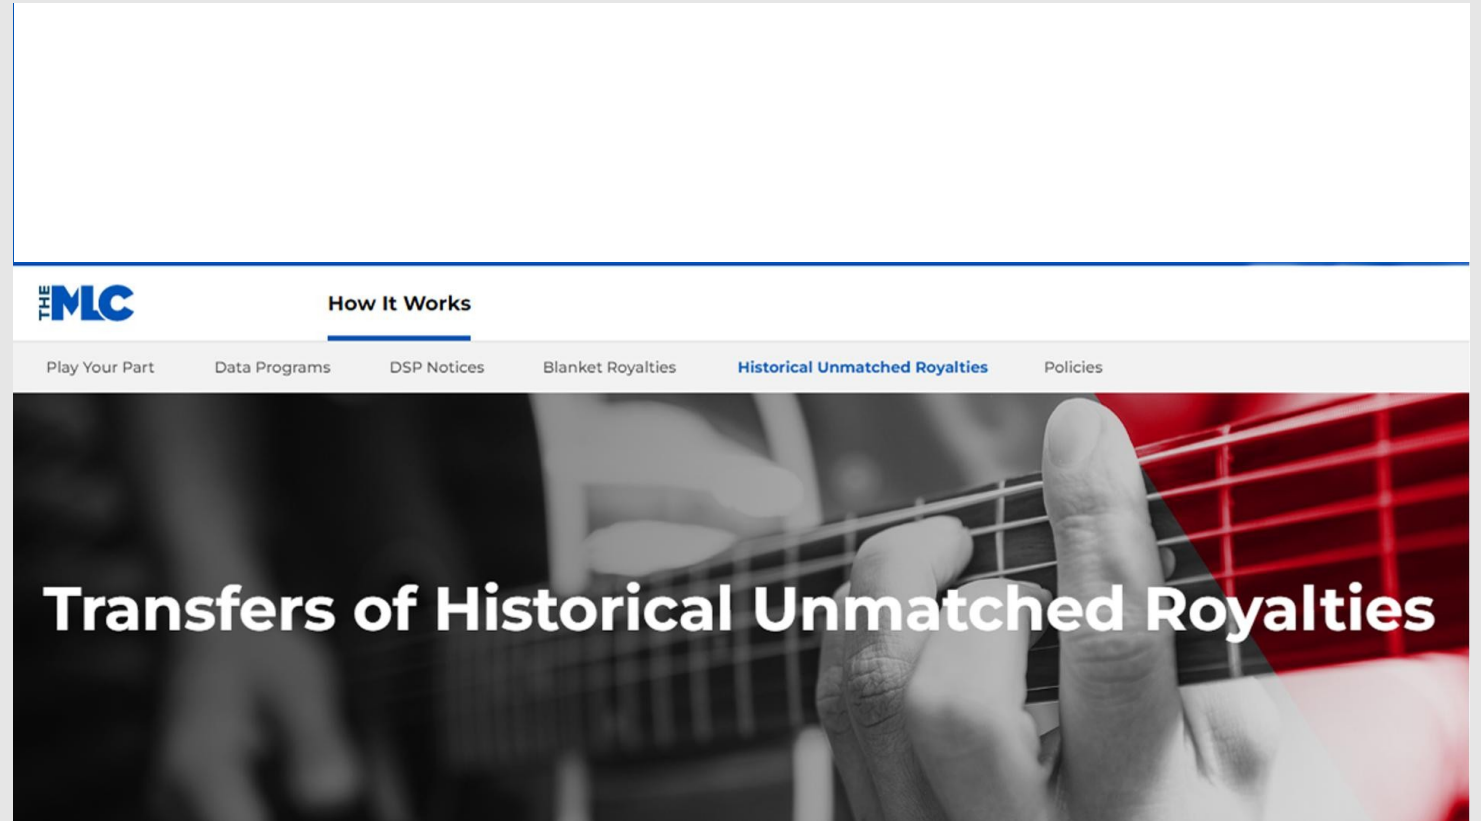 THE MLC
How It Works
Play Your Part Data Programs DSP Notices Blanket Royalties Historical Unmatched Royalties Policies
Transfers of Historical Unmatched Royalties